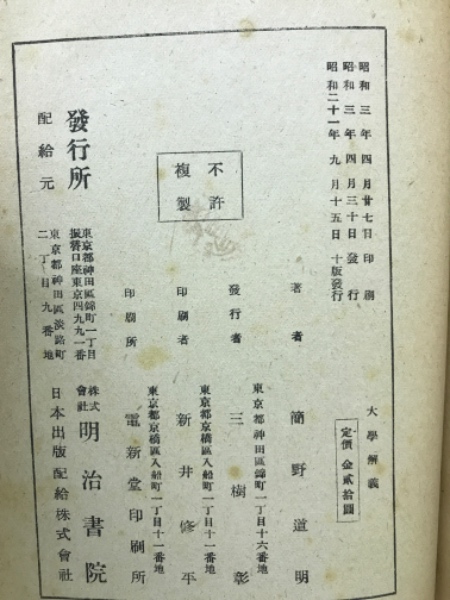 昭和三年四月廿七日印刷
昭和三年四月三十日發行
昭和二十一年九月十五日十版發行
大學解義
定價金貳拾圓
不許
複製
著者 簡野道明
東京都神田區錦町一丁目十六番地
發行者 三樹彰
東京都京橋區入船町一丁目十一番地
印刷者 新井修平
東京都京橋區入船町一丁目十一番地
印刷所 電新堂印刷所
東京都神田區錦町一丁目
振替口座東京四九九一番
發行所 株式會社 明治書院
東京都神田區淡路町
二丁目九番地
配給元 日本出版配給株式會社